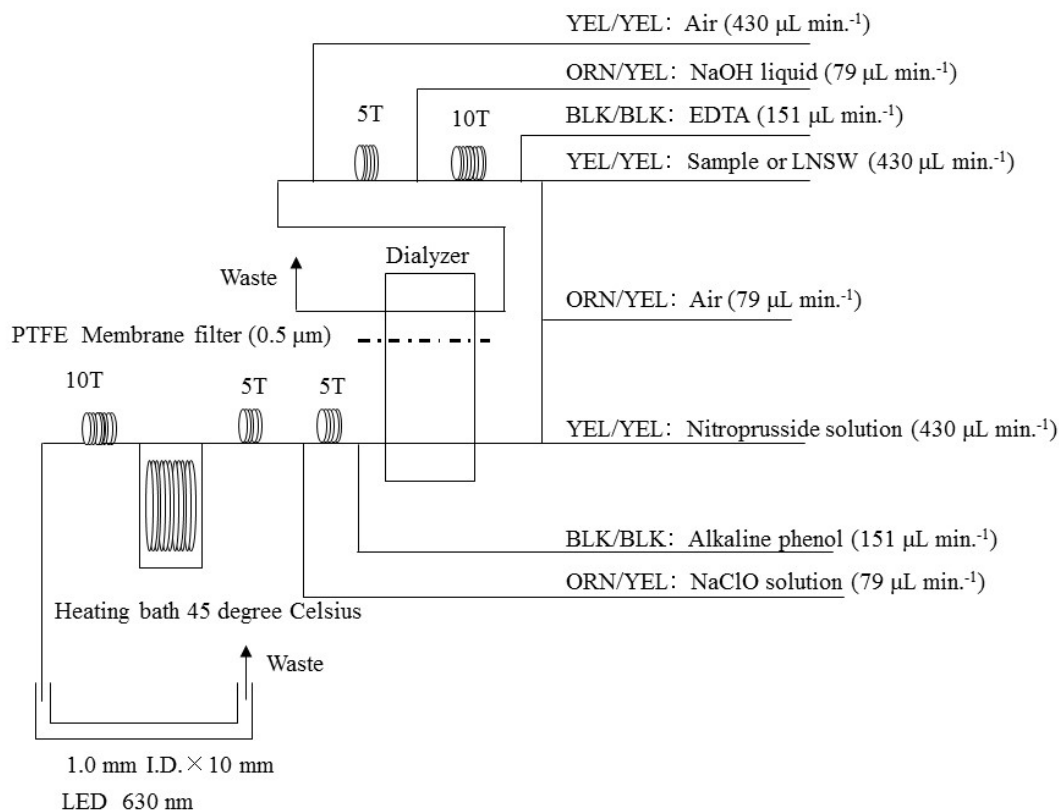 YEL/YEL: Air (430 μL min.-1)
ORN/YEL: NaOH liquid (79 μL min.-1)
5T
10T
BLK/BLK: EDTA (151 μL min.-1)
YEL/YEL: Sample or LNSW (430 μL min.-1)
Dialyzer
Waste
ORN/YEL: Air (79 μL min.-1)
PTFE Membrane filter (0.5 μm)
10T
5T
5T
YEL/YEL: Nitroprusside solution (430 μL min.-1)
BLK/BLK: Alkaline phenol (151 μL min.-1)
ORN/YEL: NaClO solution (79 μL min.-1)
Heating bath 45 degree Celsius
Waste
1.0 mm I.D.×10 mm
LED 630 nm